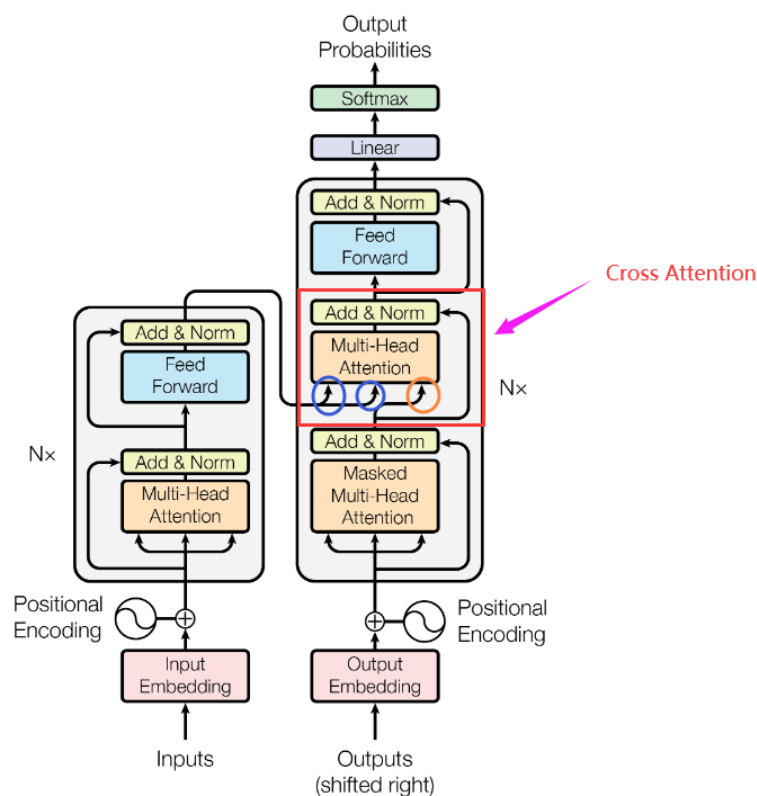 Output
Probabilities
Softmax
Linear
Add & Norm
Feed
Forward
Cross Attention
Add & Norm
Multi-Head
Attention
N×
Add & Norm
Masked
Multi-Head
Attention
Add & Norm
Feed
Forward
N×
Add & Norm
Multi-Head
Attention
Positional
Encoding
Positional
Encoding
Input
Embedding
Output
Embedding
Inputs
Outputs
(shifted right)